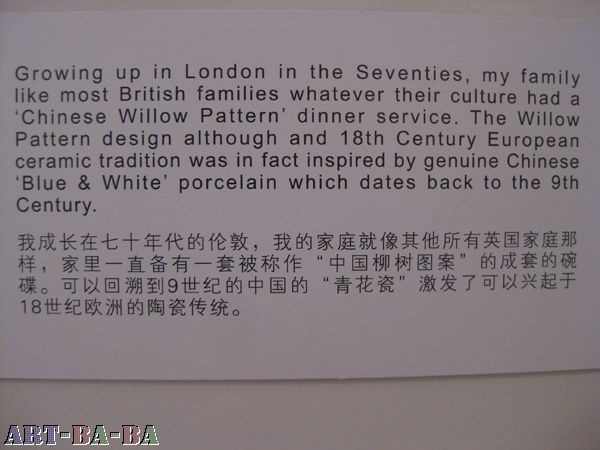 Growing up in London in the Seventies, my family
like most British families whatever their culture had a
‘Chinese Willow Pattern’ dinner service. The Willow
Pattern design although and 18th Century European
ceramic tradition was in fact inspired by genuine Chinese
‘Blue & White’ porcelain which dates back to the 9th
Century.
我成长在七十年代的伦敦，我的家庭就像其他所有英国家庭那
样，家里一直备有一套被称作“中国柳树图案”的成套的碗
碟。可以回溯到9世纪的中国的“青花瓷”激发了可以兴起于
18世纪欧洲的陶瓷传统。
ART-BA-BA